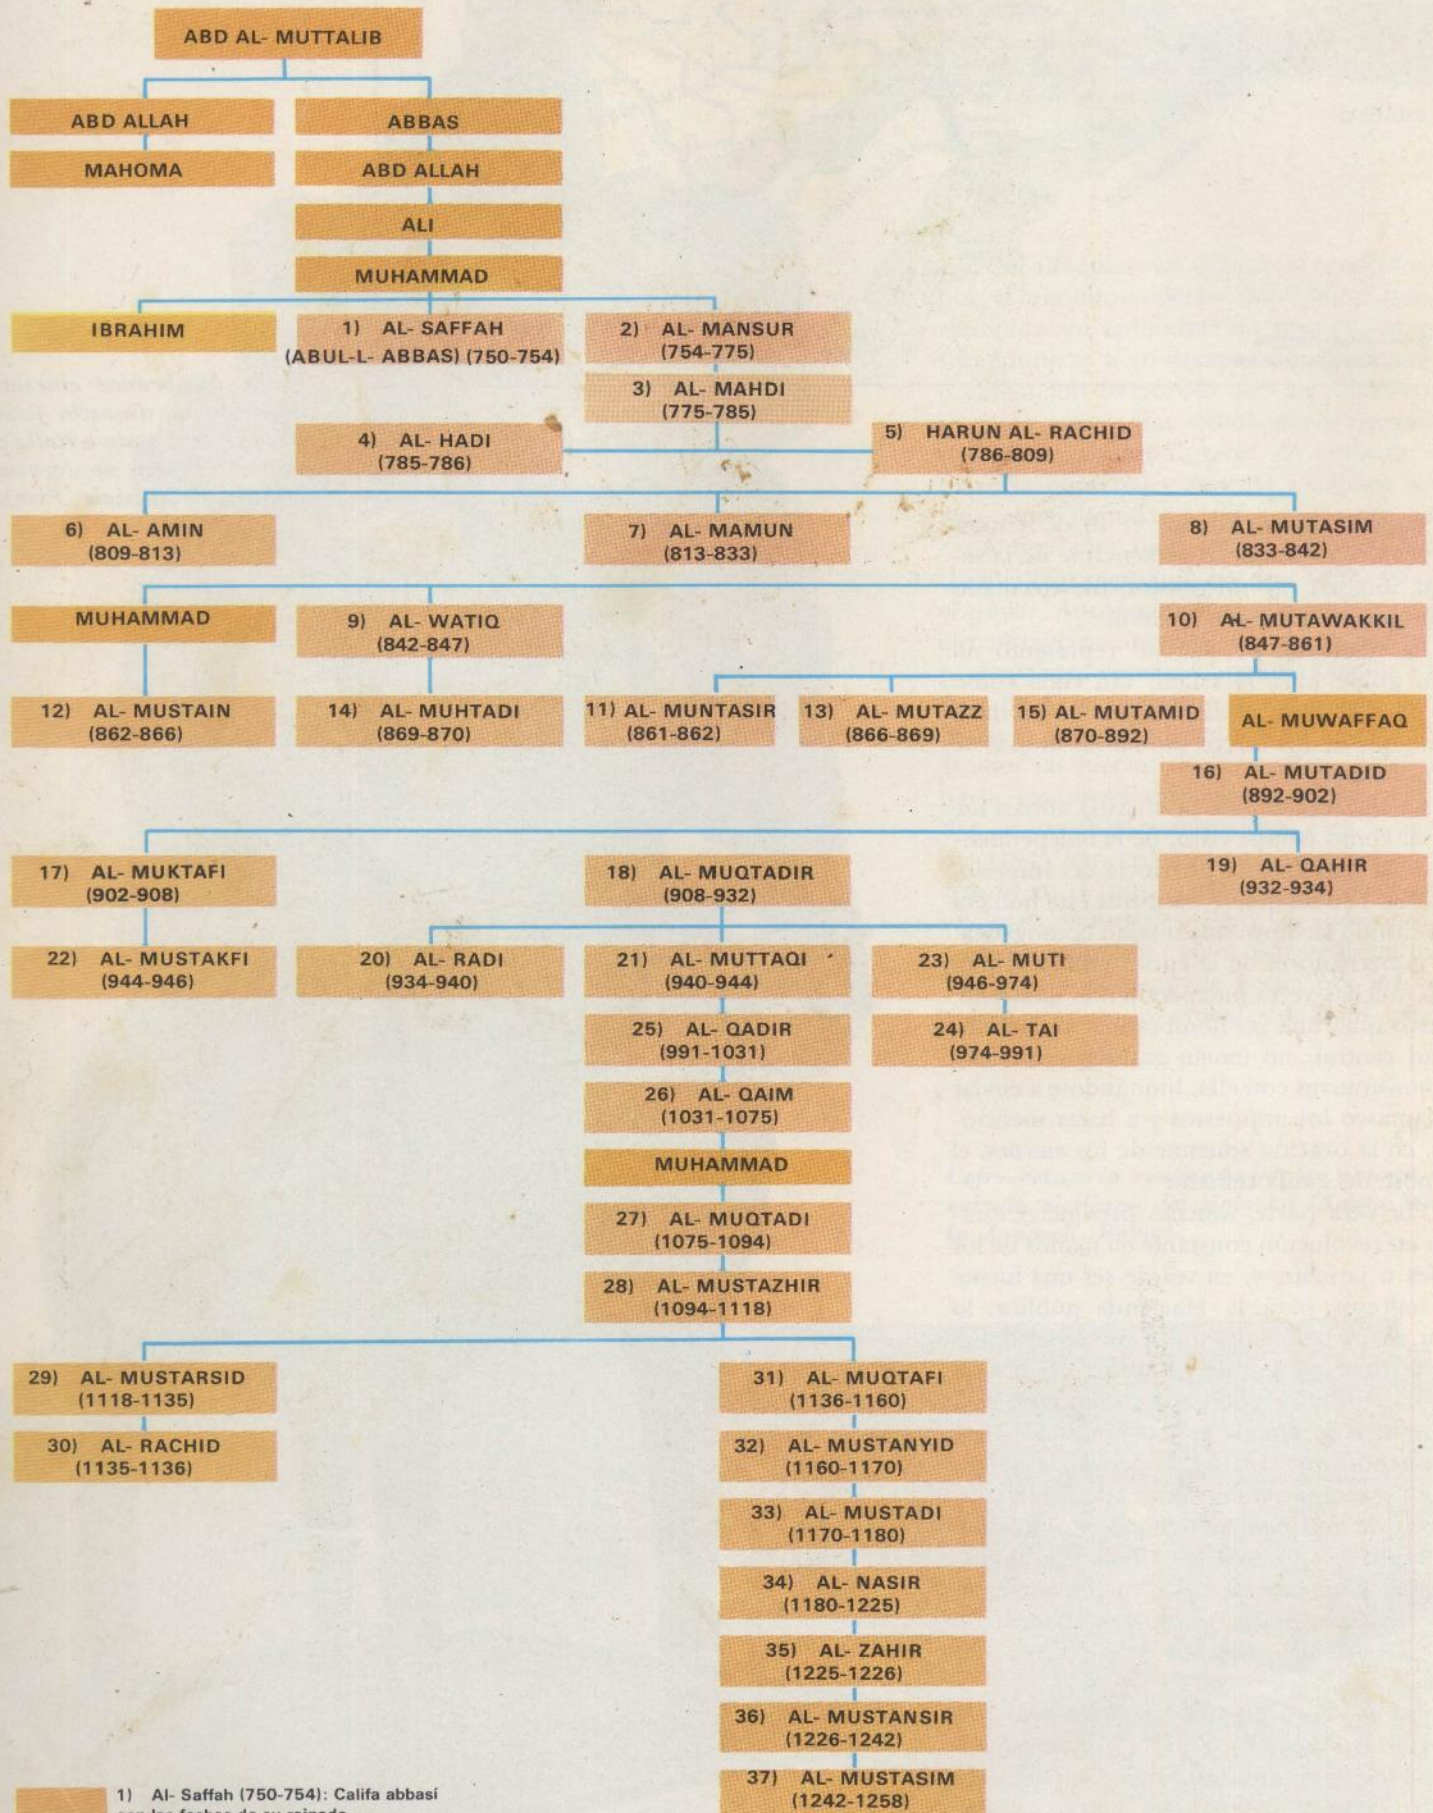 ABD AL- MUTTALIB
ABD ALLAH
ABBAS
MAHOMA
ABD ALLAH
ALI
MUHAMMAD
IBRAHIM
1) AL- SAFFAH
(ABUL-L- ABBAS) (750-754)
2) AL- MANSUR
(754-775)
3) AL- MAHDI
(775-785)
4) AL- HADI
(785-786)
5) HARUN AL- RACHID
(786-809)
6) AL- AMIN
(809-813)
7) AL- MAMUN
(813-833)
8) AL- MUTASIM
(833-842)
MUHAMMAD
9) AL- WATIQ
(842-847)
10) AL- MUTAWAKKIL
(847-861)
12) AL- MUSTAIN
(862-866)
14) AL- MUHTADI
(869-870)
11) AL- MUNTASIR
(861-862)
13) AL- MUTAZZ
(866-869)
15) AL- MUTAMID
(870-892)
AL- MUWAFFAQ
16) AL- MUTADID
(892-902)
17) AL- MUKTAFI
(902-908)
18) AL- MUQTADIR
(908-932)
19) AL- QAHIR
(932-934)
22) AL- MUSTAKFI
(944-946)
20) AL- RADI
(934-940)
21) AL- MUTTAQI
(940-944)
23) AL- MUTI
(946-974)
25) AL- QADIR
(991-1031)
24) AL- TAI
(974-991)
26) AL- QAIM
(1031-1075)
MUHAMMAD
27) AL- MUQTADI
(1075-1094)
28) AL- MUSTAZHIR
(1094-1118)
29) AL- MUSTARSID
(1118-1135)
31) AL- MUQTAFI
(1136-1160)
30) AL- RACHID
(1135-1136)
32) AL- MUSTANYID
(1160-1170)
33) AL- MUSTADI
(1170-1180)
34) AL- NASIR
(1180-1225)
35) AL- ZAHIR
(1225-1226)
36) AL- MUSTANSIR
(1226-1242)
37) AL- MUSTASIM
(1242-1258)
1) Al- Saffah (750-754): Califa abbasí